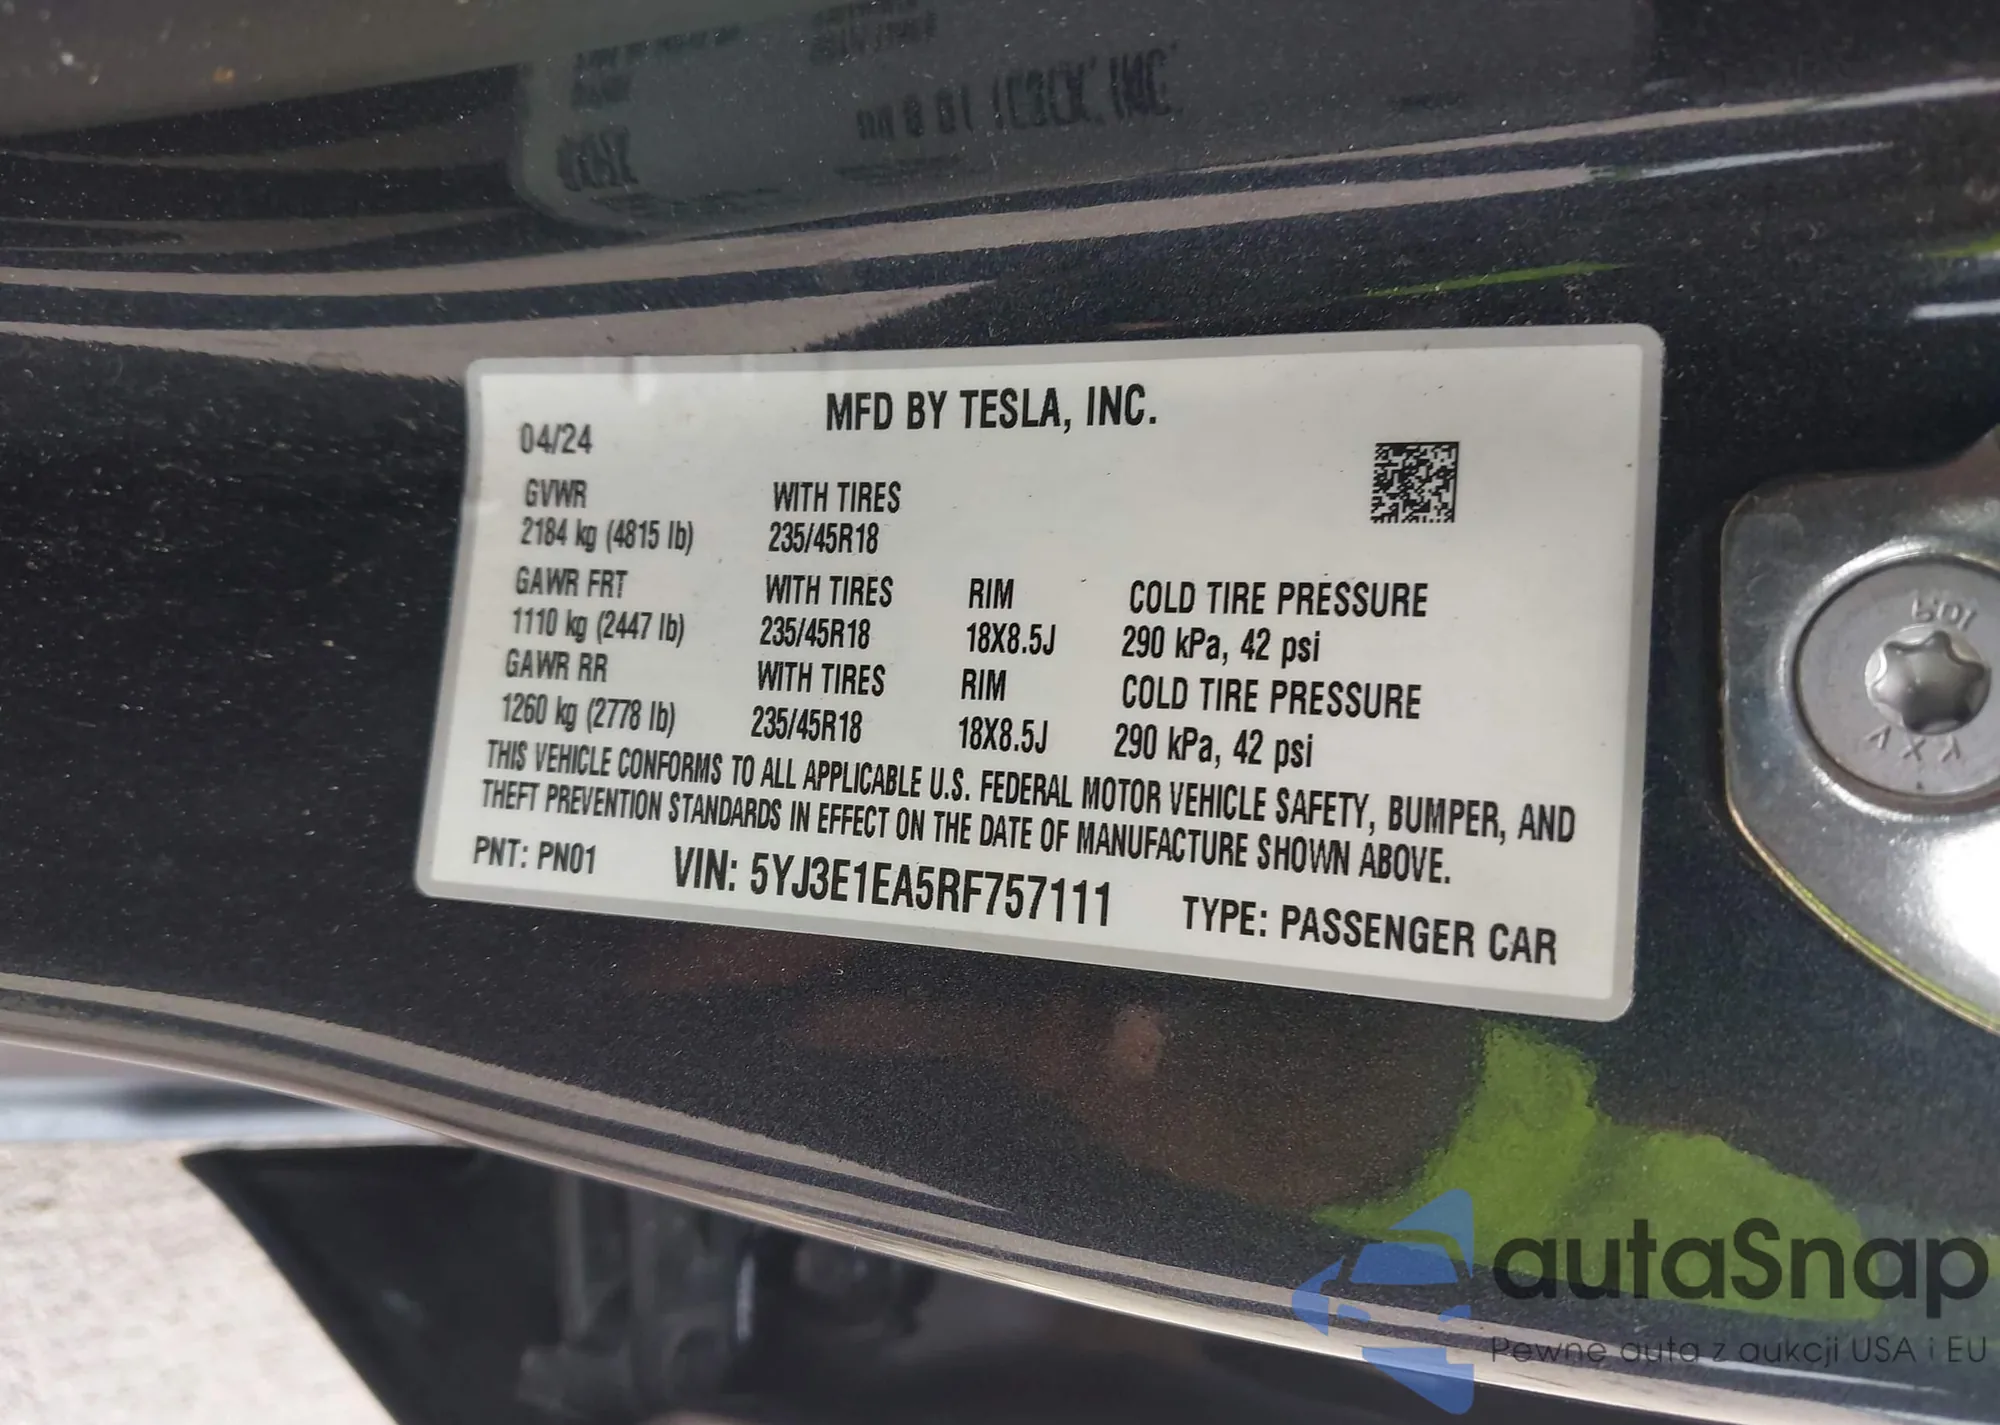 MFD BY TESLA, INC.
04/24
GVWR WITH TIRES
2184 kg (4815 lb) 235/45R18
GAWR FRT WITH TIRES RIM COLD TIRE PRESSURE
1110 kg (2447 lb) 235/45R18 18X8.5J 290 kPa, 42 psi
GAWR RR WITH TIRES RIM COLD TIRE PRESSURE
1260 kg (2778 lb) 235/45R18 18X8.5J 290 kPa, 42 psi
THIS VEHICLE CONFORMS TO ALL APPLICABLE U.S. FEDERAL MOTOR VEHICLE SAFETY, BUMPER, AND
THEFT PREVENTION STANDARDS IN EFFECT ON THE DATE OF MANUFACTURE SHOWN ABOVE.
PNT: PN01 VIN: 5YJ3E1EA5RF757111 TYPE: PASSENGER CAR
autaSnap
Pewne auta z aukcji USA i EU